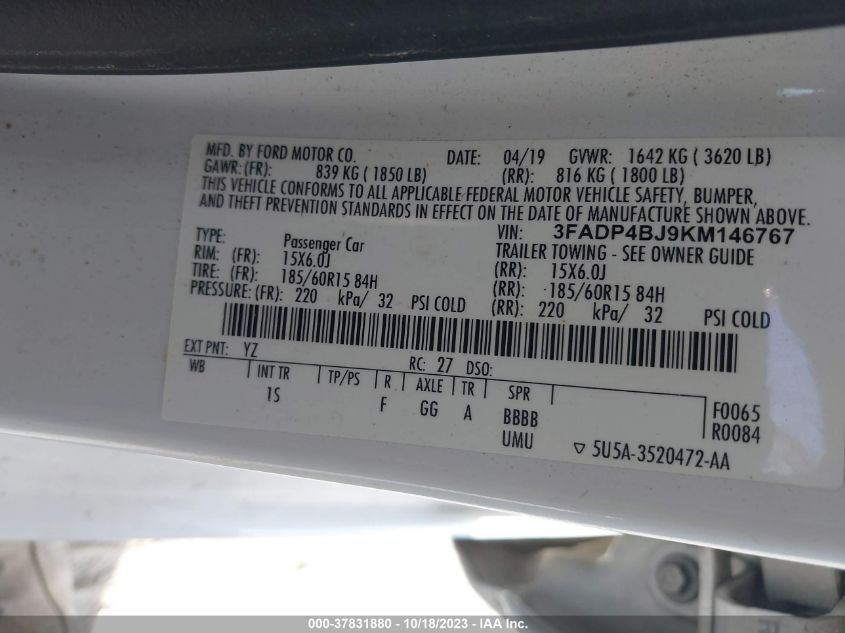 MFD. BY FORD MOTOR CO. DATE: 04/19 GVWR: 1642 KG ( 3620 LB)
GAWR: (FR): 839 KG ( 1850 LB) (RR): 816 KG ( 1800 LB)
THIS VEHICLE CONFORMS TO ALL APPLICABLE FEDERAL MOTOR VEHICLE SAFETY, BUMPER,
AND THEFT PREVENTION STANDARDS IN EFFECT ON THE DATE OF MANUFACTURE SHOWN ABOVE.
VIN: 3FADP4BJ9KM146767
TYPE: Passenger Car TRAILER TOWING - SEE OWNER GUIDE
RIM: (FR): 15X6.0J (RR): 15X6.0J
TIRE: (FR): 185/60R15 84H (RR): 185/60R15 84H
PRESSURE: (FR): 220 kPa/ 32 PSI COLD (RR): 220 kPa/ 32 PSI COLD
EXT PNT: YZ RC: 27 DSO:
WB INT TR TP/PS R AXLE TR SPR
1S F GG A BBBB F0065
UMU R0084
5U5A-3520472-AA
000-37831880 - 10/18/2023 - IAA Inc.